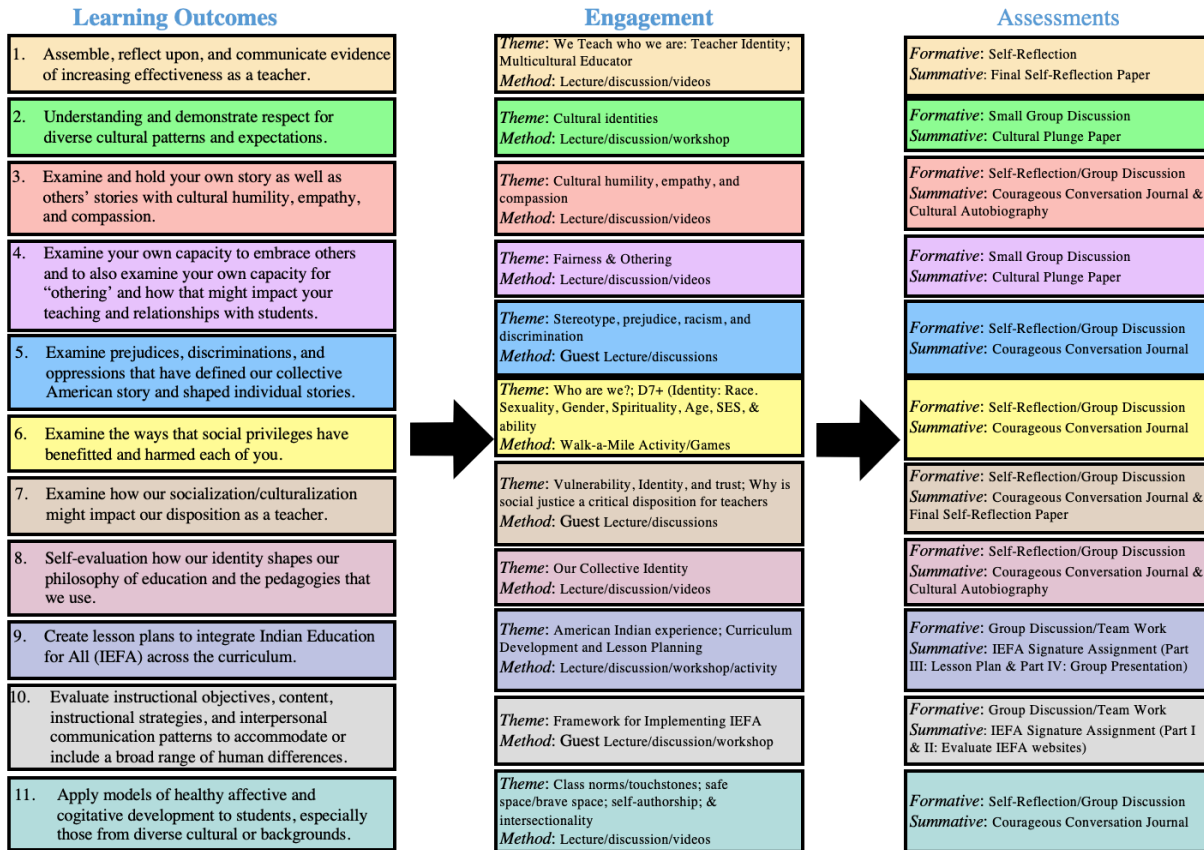 Learning Outcomes
1. Assemble, reflect upon, and communicate evidence
of increasing effectiveness as a teacher.
2. Understanding and demonstrate respect for
diverse cultural patterns and expectations.
3. Examine and hold your own story as well as
others’ stories with cultural humility, empathy,
and compassion.
4. Examine your own capacity to embrace others
and to also examine your own capacity for
“othering’ and how that might impact your
teaching and relationships with students.
5. Examine prejudices, discriminations, and
oppressions that have defined our collective
American story and shaped individual stories.
6. Examine the ways that social privileges have
benefitted and harmed each of you.
7. Examine how our socialization/culturalization
might impact our disposition as a teacher.
8. Self-evaluation how our identity shapes our
philosophy of education and the pedagogies that
we use.
9. Create lesson plans to integrate Indian Education
for All (IEFA) across the curriculum.
10. Evaluate instructional objectives, content,
instructional strategies, and interpersonal
communication patterns to accommodate or
include a broad range of human differences.
11. Apply models of healthy affective and
cogitative development to students, especially
those from diverse cultural or backgrounds.
Engagement
Theme: We Teach who we are: Teacher Identity;
Multicultural Educator
Method: Lecture/discussion/videos
Theme: Cultural identities
Method: Lecture/discussion/workshop
Theme: Cultural humility, empathy, and
compassion
Method: Lecture/discussion/videos
Theme: Fairness & Othering
Method: Lecture/discussion/videos
Theme: Stereotype, prejudice, racism, and
discrimination
Method: Guest Lecture/discussions
Theme: Who are we?; D7+ (Identity: Race.
Sexuality, Gender, Spirituality, Age, SES, &
ability
Method: Walk-a-Mile Activity/Games
Theme: Vulnerability, Identity, and trust; Why is
social justice a critical disposition for teachers
Method: Guest Lecture/discussions
Theme: Our Collective Identity
Method: Lecture/discussion/videos
Theme: American Indian experience; Curriculum
Development and Lesson Planning
Method: Lecture/discussion/workshop/activity
Theme: Framework for Implementing IEFA
Method: Guest Lecture/discussion/workshop
Theme: Class norms/touchstones; safe
space/brave space; self-authorship; &
intersectionality
Method: Lecture/discussion/videos
Assessments
Formative: Self-Reflection
Summative: Final Self-Reflection Paper
Formative: Small Group Discussion
Summative: Cultural Plunge Paper
Formative: Self-Reflection/Group Discussion
Summative: Courageous Conversation Journal &
Cultural Autobiography
Formative: Small Group Discussion
Summative: Cultural Plunge Paper
Formative: Self-Reflection/Group Discussion
Summative: Courageous Conversation Journal
Formative: Self-Reflection/Group Discussion
Summative: Courageous Conversation Journal
Formative: Self-Reflection/Group Discussion
Summative: Courageous Conversation Journal &
Final Self-Reflection Paper
Formative: Self-Reflection/Group Discussion
Summative: Courageous Conversation Journal &
Cultural Autobiography
Formative: Group Discussion/Team Work
Summative: IEFA Signature Assignment (Part
III: Lesson Plan & Part IV: Group Presentation)
Formative: Group Discussion/Team Work
Summative: IEFA Signature Assignment (Part I
& II: Evaluate IEFA websites)
Formative: Self-Reflection/Group Discussion
Summative: Courageous Conversation Journal